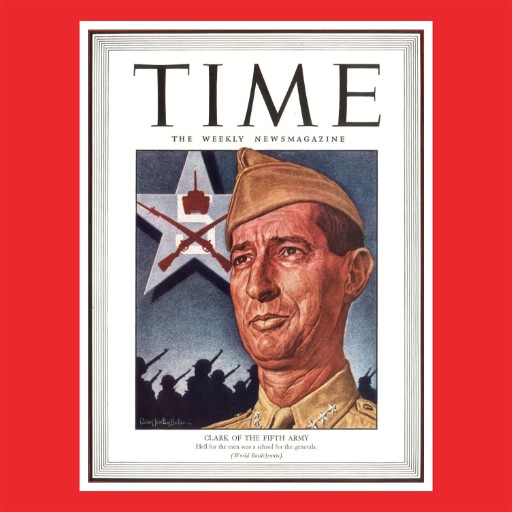 TIME
THE WEEKLY NEWSMAGAZINE
CLARK OF THE FIFTH ARMY
Hell for the men was a school for the generals.
(World Battlefronts)